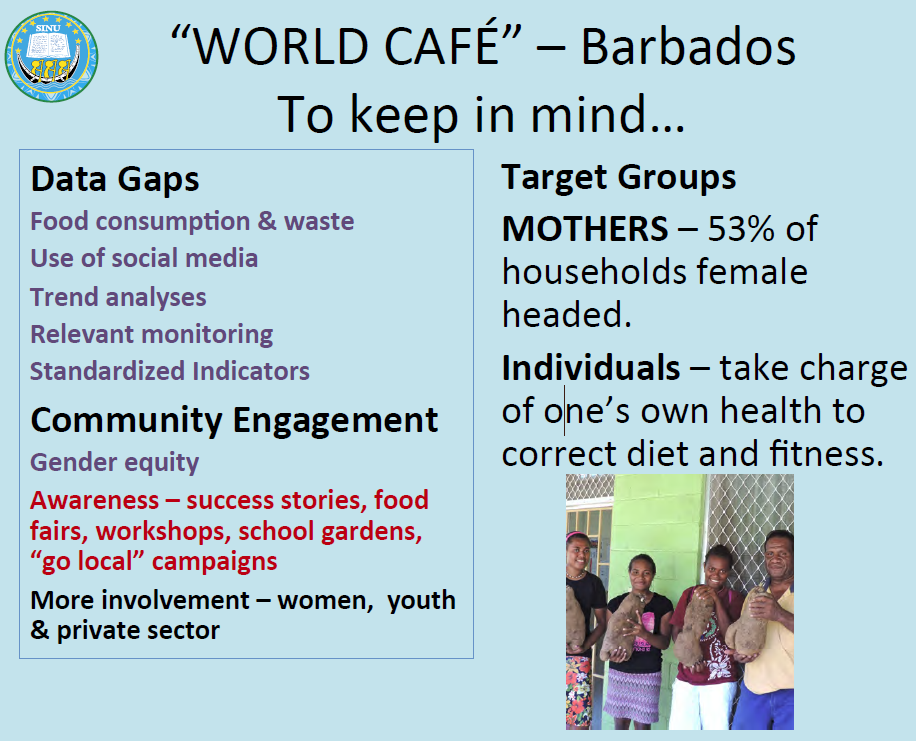 SINU
“WORLD CAFÉ” – Barbados
To keep in mind…
Data Gaps
Food consumption & waste
Use of social media
Trend analyses
Relevant monitoring
Standardized Indicators
Community Engagement
Gender equity
Awareness – success stories, food
fairs, workshops, school gardens,
“go local” campaigns
More involvement – women, youth
& private sector
Target Groups
MOTHERS – 53% of
households female
headed.
Individuals – take charge
of one’s own health to
correct diet and fitness.